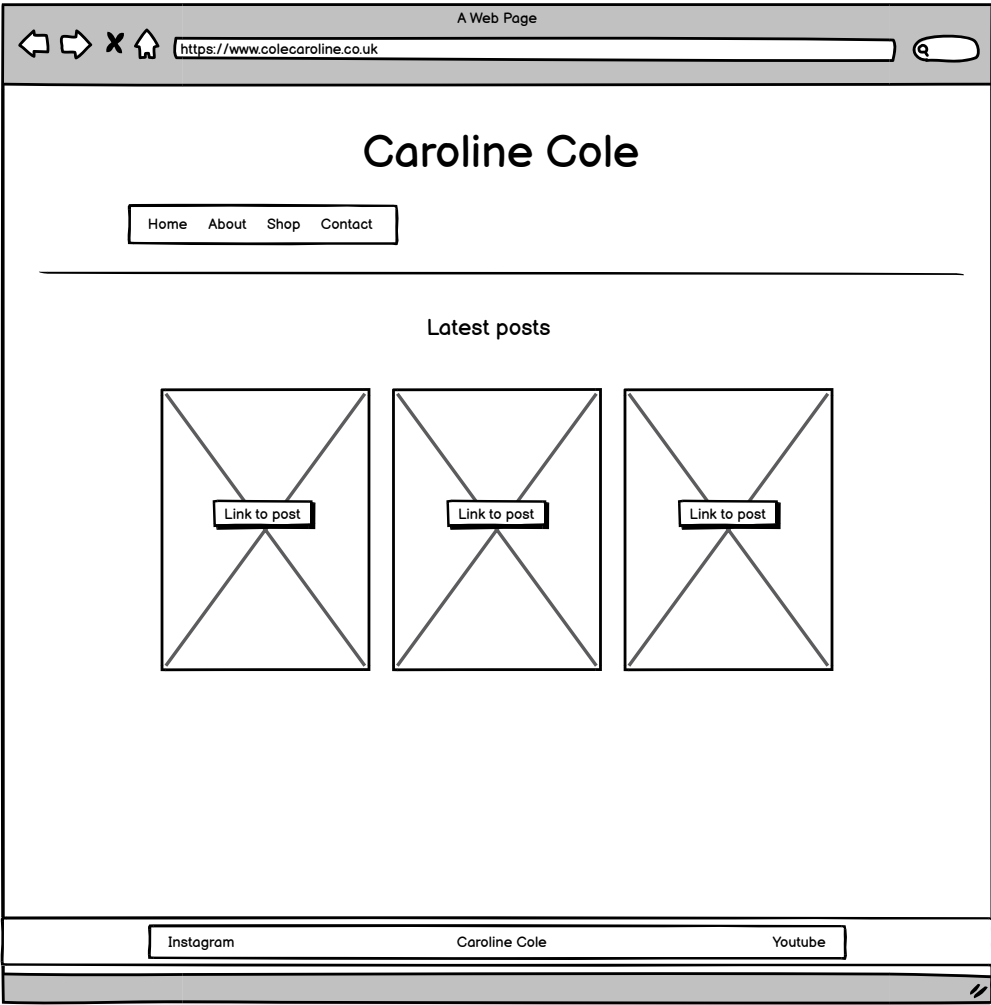 A Web Page
https://www.colecaroline.co.uk
Caroline Cole
Home About Shop Contact
Latest posts
Link to post Link to post Link to post
Instagram Caroline Cole Youtube